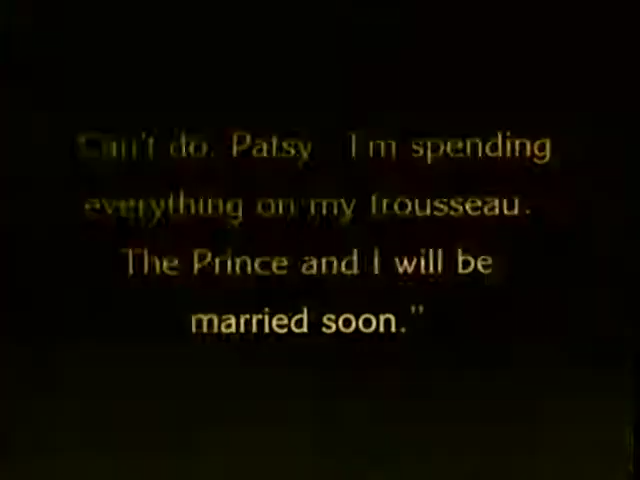 Can't do. Patsy I'm spending
everything on my trousseau.
The Prince and I will be
married soon."